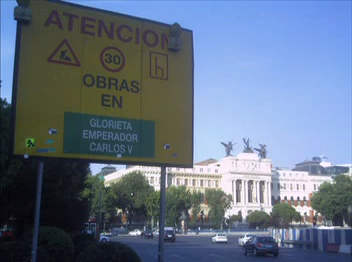 ATENCION
30
h
OBRAS
EN
GLORIETA
EMPERADOR
CARLOS V